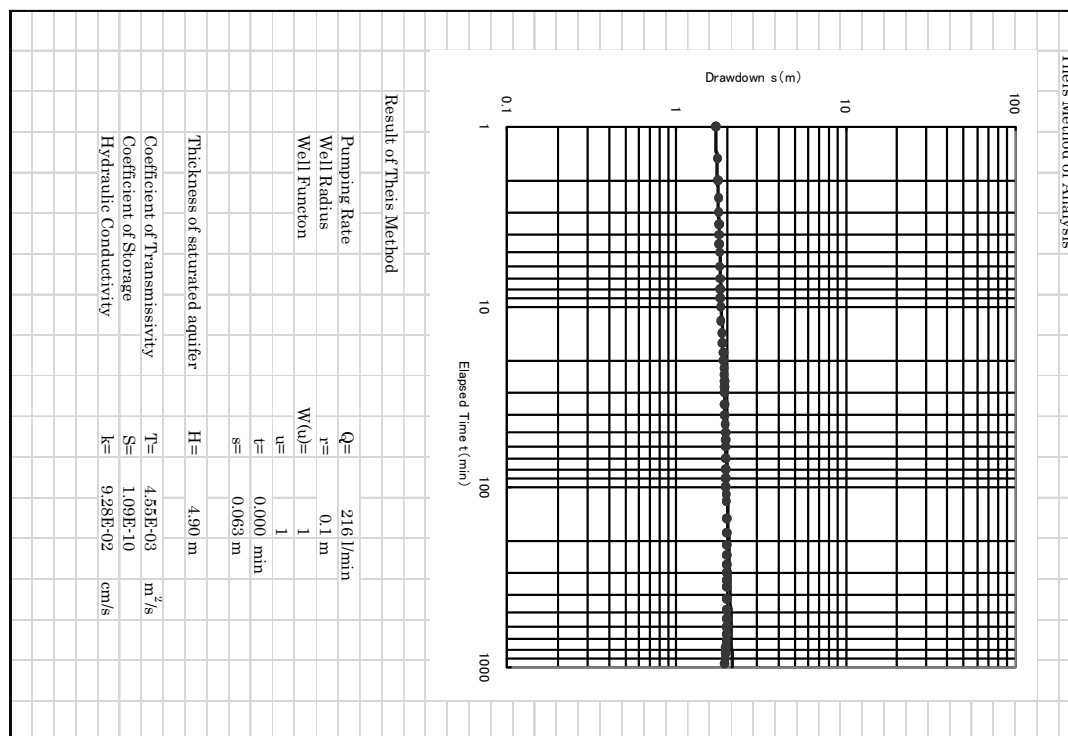 Theis Method of Analysis
Drawdown s(m)
100
10
1
0.1
1
10
100
1000
Elapsed Time t(min)
Result of Theis Method
Pumping Rate Q= 216 l/min
Well Radius r= 0.1 m
Well Functon W(u)= 1
u= 1
t= 0.000 min
s= 0.063 m
Thickness of saturated aquifer H= 4.90 m
Coefficient of Transmissivity T= 4.55E-03 m²/s
Coefficient of Storage S= 1.09E-10
Hydraulic Conductivity k= 9.28E-02 cm/s